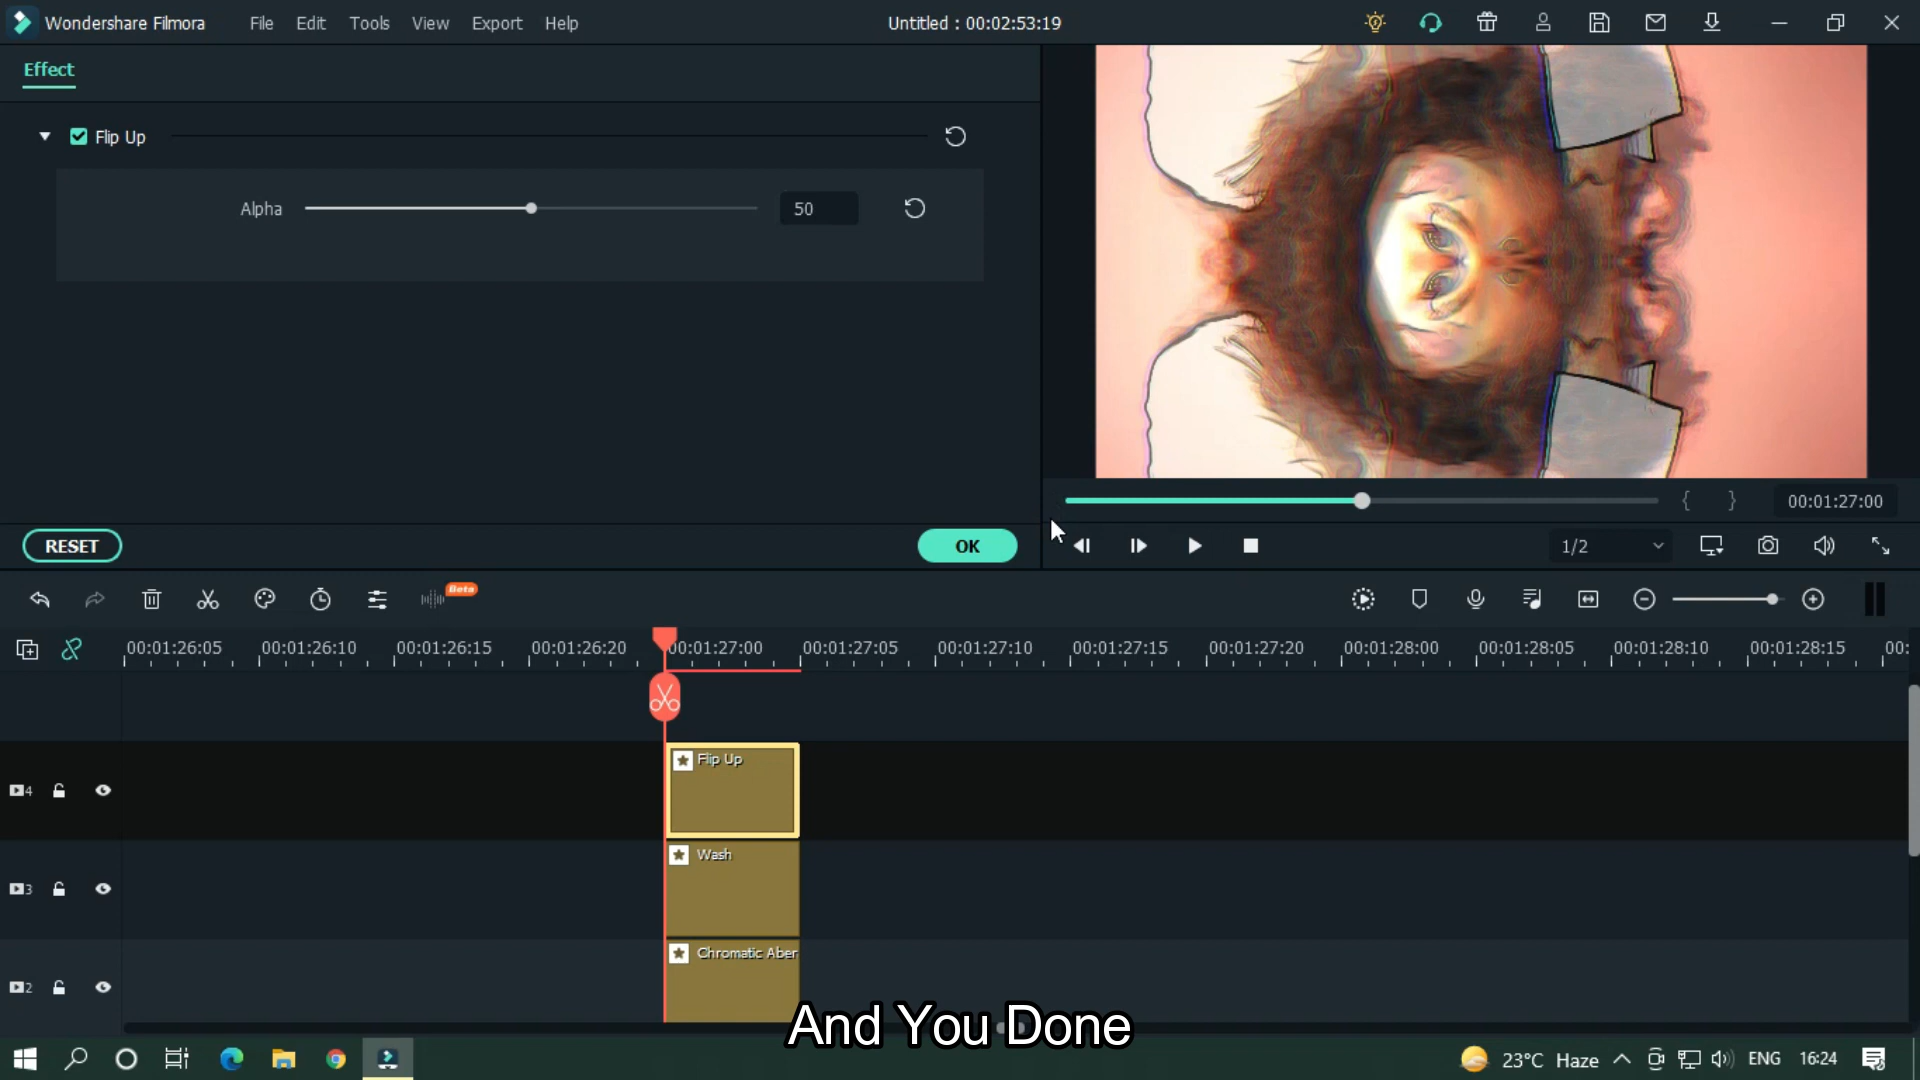 Wondershare Filmora File Edit Tools View Export Help Untitled : 00:02:53:19
Effect
Flip Up
Alpha 50
{ } 00:01:27:00
RESET OK 1/2
Beta
00:01:26:05 00:01:26:10 00:01:26:15 00:01:26:20 00:01:27:00 00:01:27:05 00:01:27:10 00:01:27:15 00:01:27:20 00:01:28:00 00:01:28:05 00:01:28:10 00:01:28:15 00:
Flip Up
4
Wash
3
Chromatic Aber
2
And You Done
23°C Haze ENG 16:24